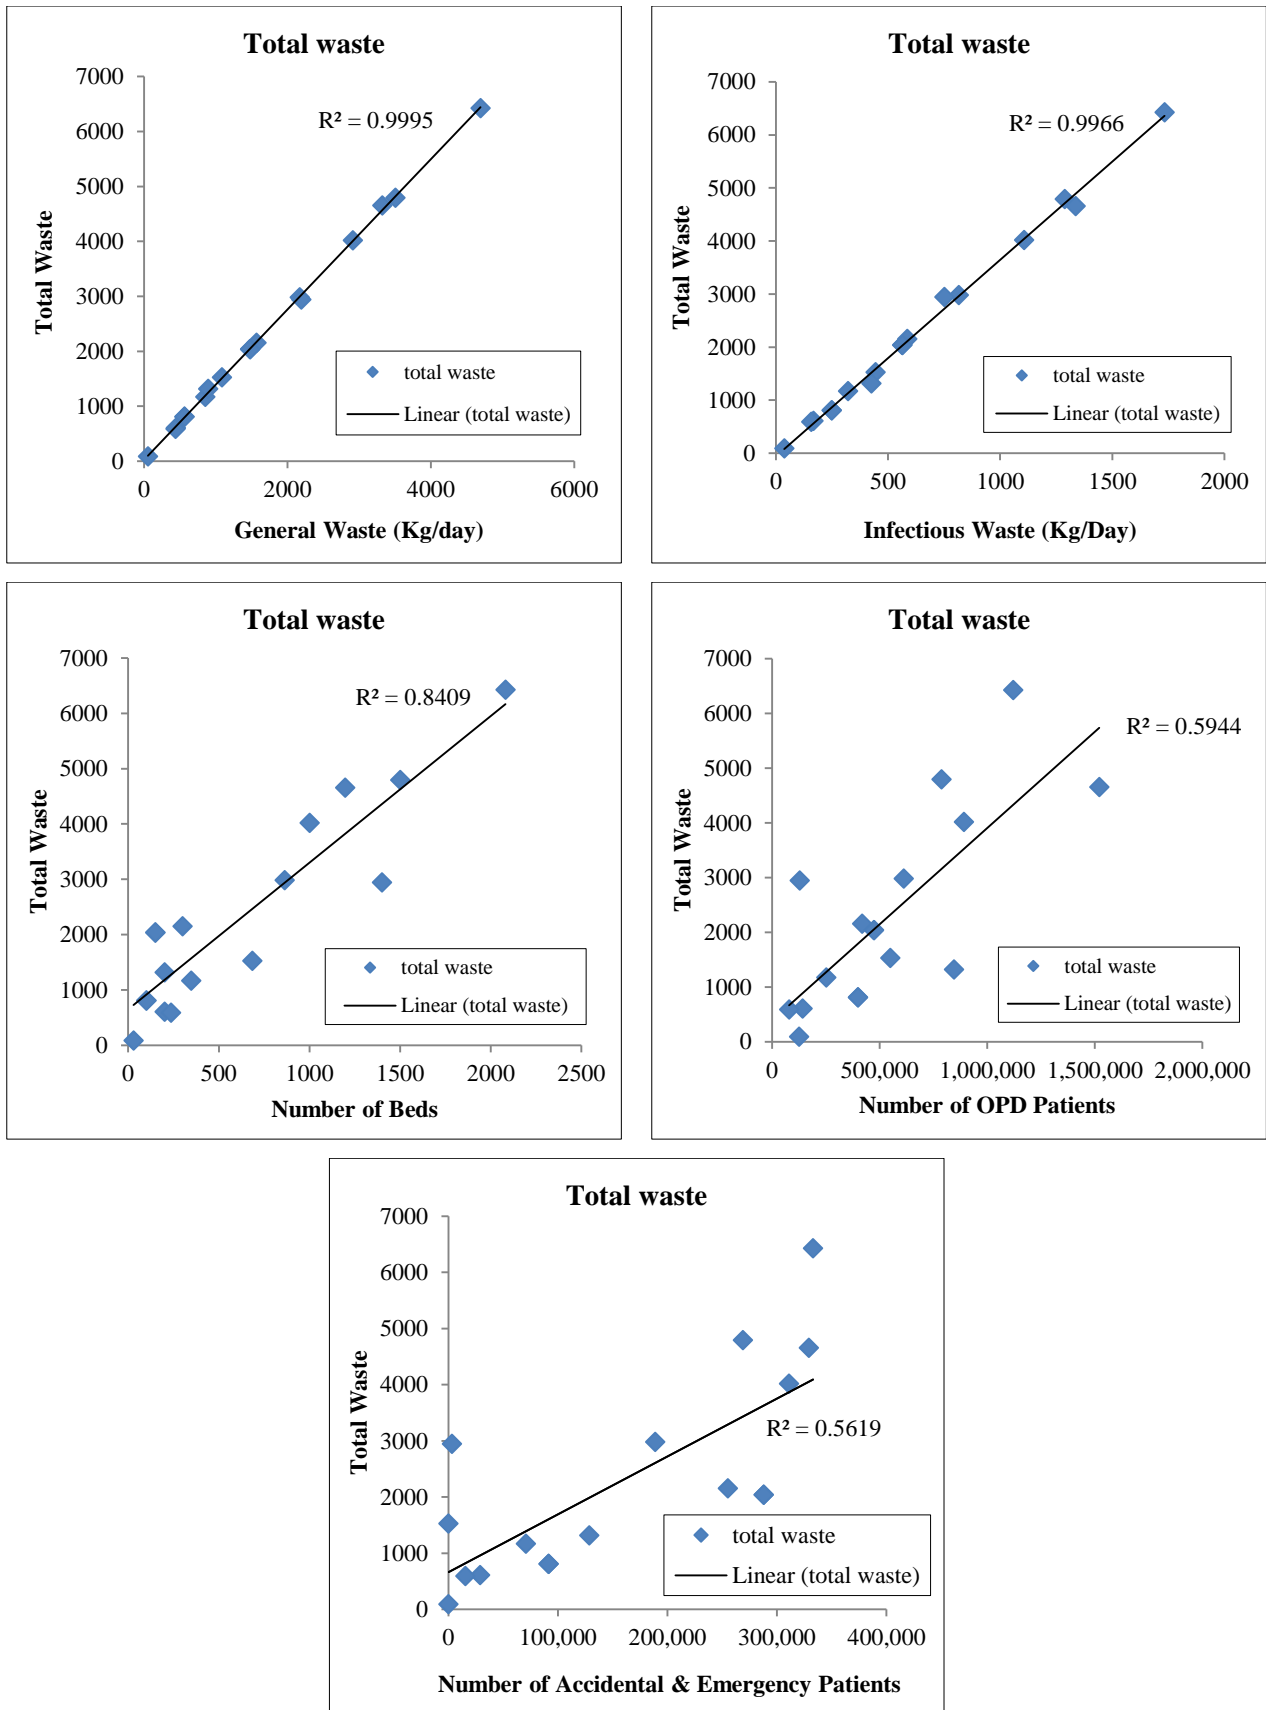 Total waste
7000
6000
5000
4000
3000
2000
1000
0
Total Waste
R² = 0.9995
total waste
Linear (total waste)
0 2000 4000 6000
General Waste (Kg/day)
Total waste
7000
6000
5000
4000
3000
2000
1000
0
Total Waste
R² = 0.9966
total waste
Linear (total waste)
0 500 1000 1500 2000
Infectious Waste (Kg/Day)
Total waste
7000
6000
5000
4000
3000
2000
1000
0
Total Waste
R² = 0.8409
total waste
Linear (total waste)
0 500 1000 1500 2000 2500
Number of Beds
Total waste
7000
6000
5000
4000
3000
2000
1000
0
Total Waste
R² = 0.5944
total waste
Linear (total waste)
0 500,000 1,000,000 1,500,000 2,000,000
Number of OPD Patients
Total waste
7000
6000
5000
4000
3000
2000
1000
0
Total Waste
R² = 0.5619
total waste
Linear (total waste)
0 100,000 200,000 300,000 400,000
Number of Accidental & Emergency Patients